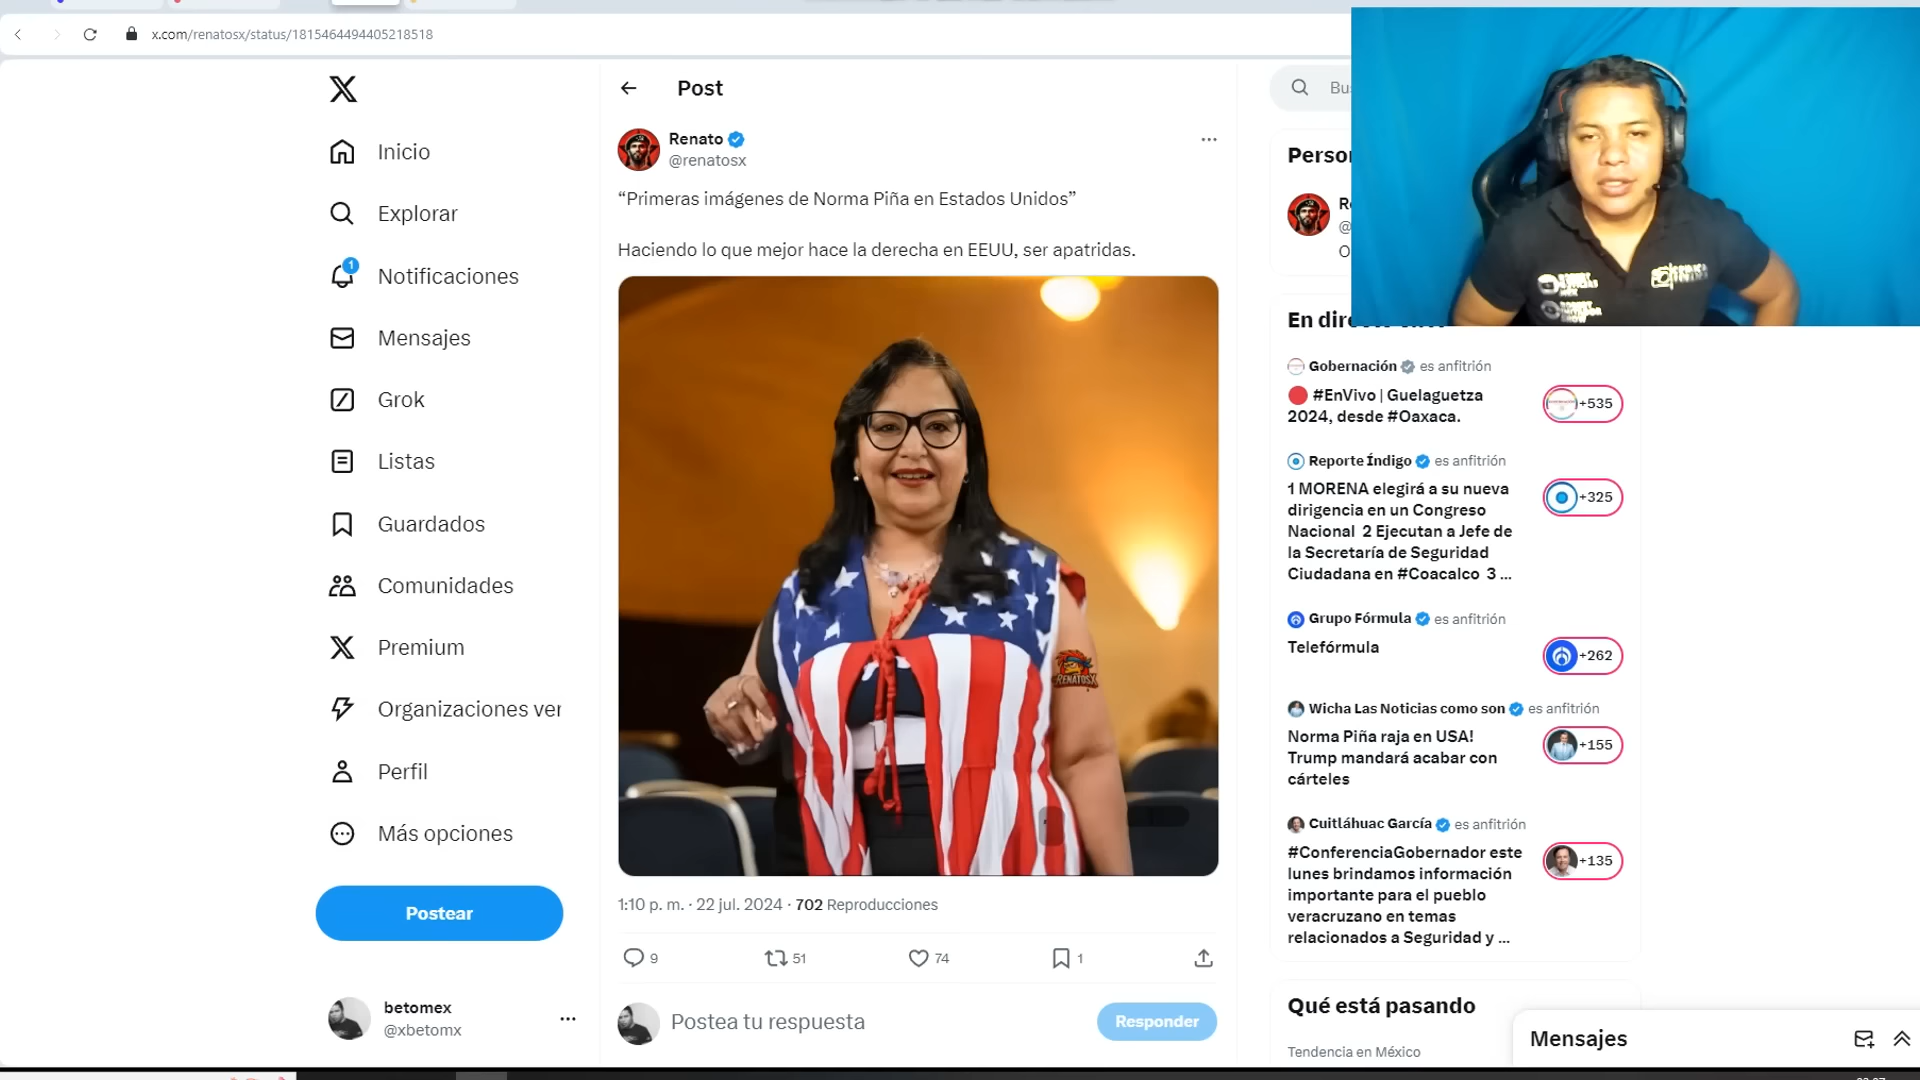 x.com/renatosx/status/1815464494405218518
Inicio
Explorar
1
Notificaciones
Mensajes
Grok
Listas
Guardados
Comunidades
Premium
Organizaciones ver
Perfil
Más opciones
Postear
betomex
@xbetomx
Post
Renato
@renatosx
“Primeras imágenes de Norma Piña en Estados Unidos”
Haciendo lo que mejor hace la derecha en EEUU, ser apatridas.
RENATOSX
1:10 p. m. · 22 jul. 2024 · 702 Reproducciones
9
51
74
1
Postea tu respuesta
Responder
Gobernación es anfitrión
#EnVivo | Guelaguetza
2024, desde #Oaxaca.
+535
Reporte Índigo es anfitrión
1 MORENA elegirá a su nueva
dirigencia en un Congreso
Nacional 2 Ejecutan a Jefe de
la Secretaría de Seguridad
Ciudadana en #Coacalco 3 ...
+325
Grupo Fórmula es anfitrión
Telefórmula
+262
Wicha Las Noticias como son es anfitrión
Norma Piña raja en USA!
Trump mandará acabar con
cárteles
+155
Cuitláhuac García es anfitrión
#ConferenciaGobernador este
lunes brindamos información
importante para el pueblo
veracruzano en temas
relacionados a Seguridad y ...
+135
Qué está pasando
Tendencia en México
Mensajes